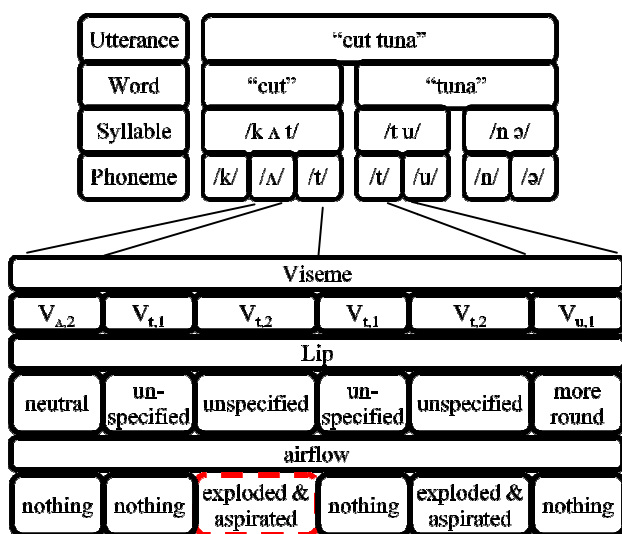 Utterance “cut tuna”
Word “cut” “tuna”
Syllable /k ʌ t/ /t u/ /n ə/
Phoneme /k/ /ʌ/ /t/ /t/ /u/ /n/ /ə/
Viseme
Vʌ,2 Vt,1 Vt,2 Vt,1 Vt,2 Vu,1
Lip
neutral un-
specified unspecified un-
specified unspecified more
round
airflow
nothing nothing exploded &
aspirated nothing exploded &
aspirated nothing